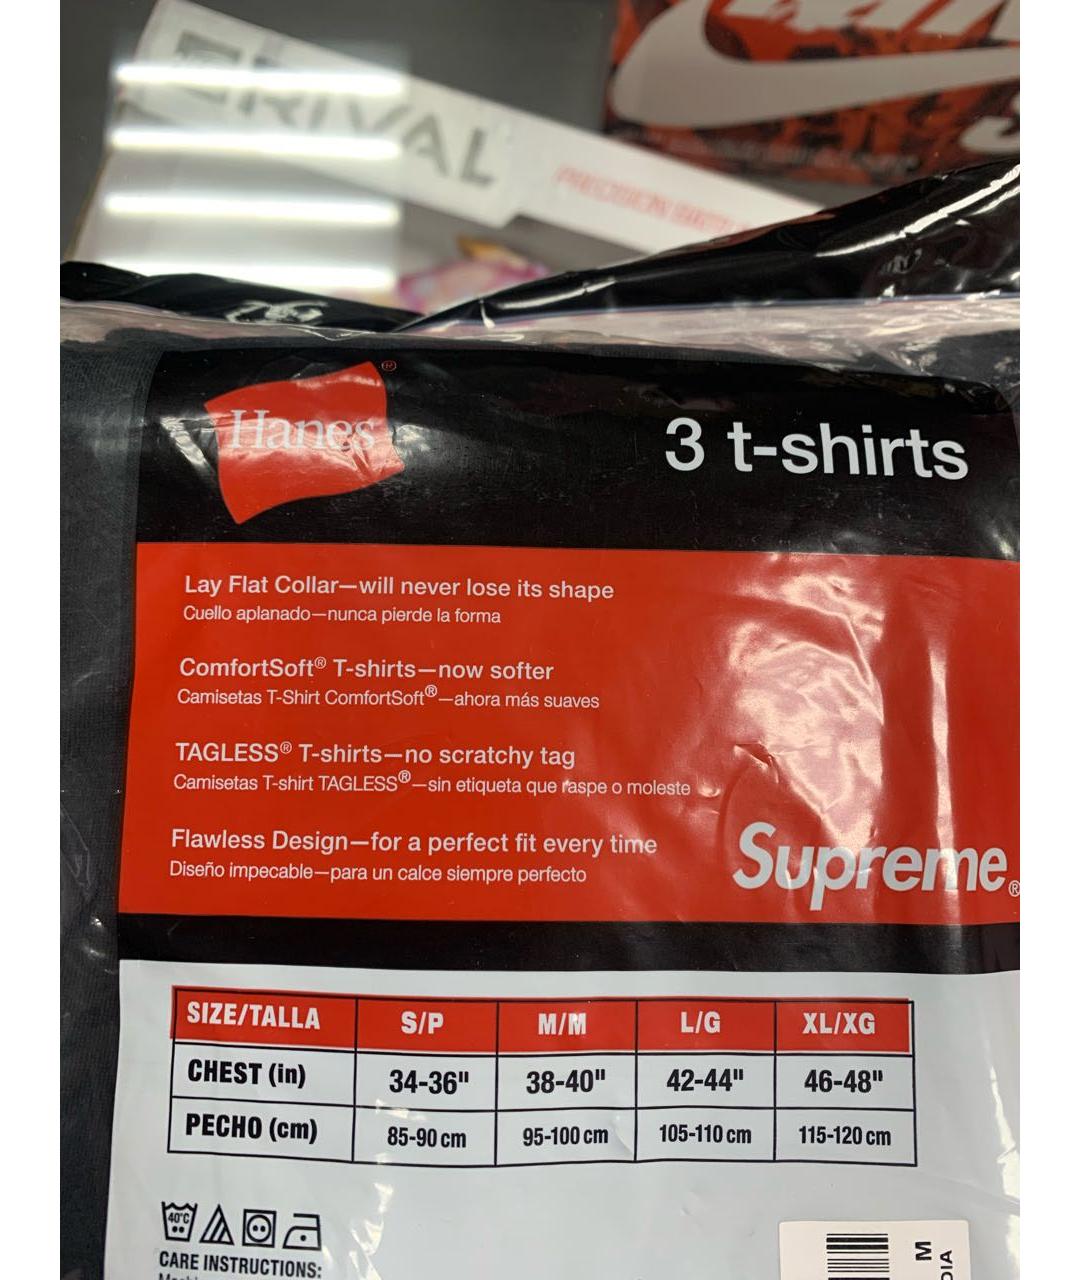 RIVAL
PRECISION
Hanes®
3 t-shirts
Lay Flat Collar—will never lose its shape
Cuello aplanado—nunca pierde la forma
ComfortSoft® T-shirts—now softer
Camisetas T-Shirt ComfortSoft®—ahora más suaves
TAGLESS® T-shirts—no scratchy tag
Camisetas T-shirt TAGLESS®—sin etiqueta que raspe o moleste
Flawless Design—for a perfect fit every time
Diseño impecable—para un calce siempre perfecto
Supreme®
SIZE/TALLA S/P M/M L/G XL/XG
CHEST (in) 34-36" 38-40" 42-44" 46-48"
PECHO (cm) 85-90 cm 95-100 cm 105-110 cm 115-120 cm
40°C
CARE INSTRUCTIONS:
M